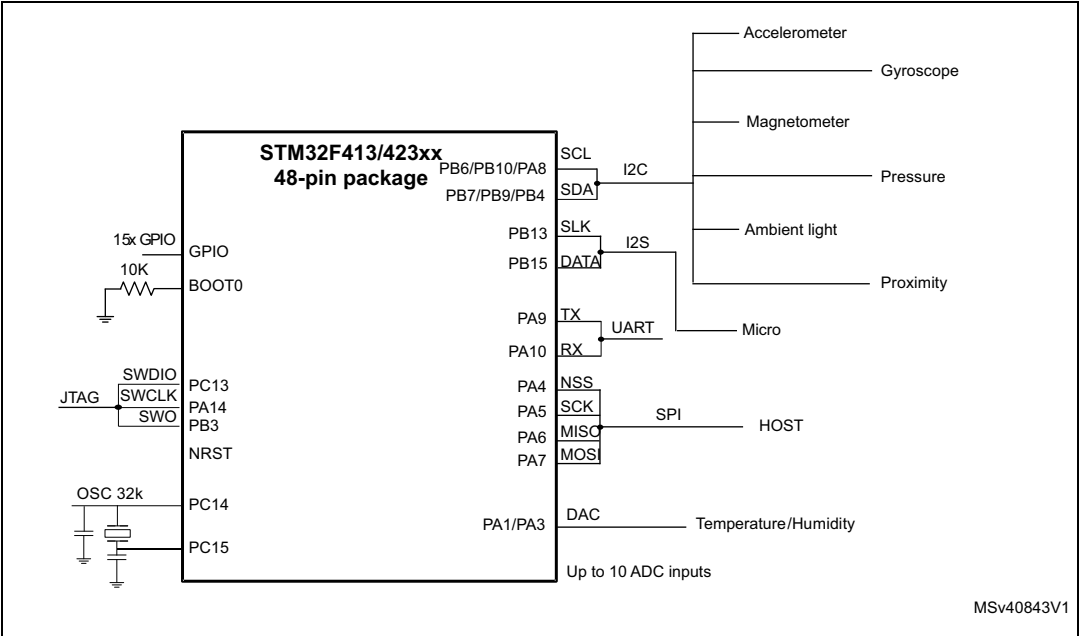 Accelerometer
Gyroscope
Magnetometer
Pressure
Ambient light
Proximity
Micro
STM32F413/423xx
48-pin package
PB6/PB10/PA8
SCL
PB7/PB9/PB4
SDA
I2C
PB13
SLK
PB15
DATA
I2S
15x GPIO
GPIO
10K
BOOT0
PA9
TX
PA10
RX
UART
JTAG
SWDIO
PC13
SWCLK
PA14
SWO
PB3
NRST
PA4
NSS
PA5
SCK
PA6
MISO
PA7
MOSI
SPI
HOST
OSC 32k
PC14
PC15
PA1/PA3
DAC
Temperature/Humidity
Up to 10 ADC inputs
MSv40843V1